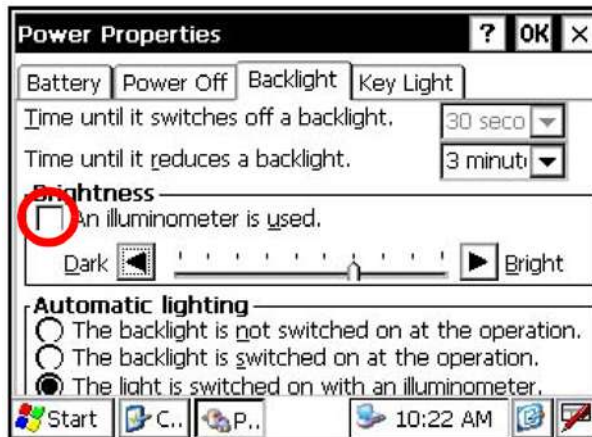 Power Properties ? OK ×
Battery Power Off Backlight Key Light
Time until it switches off a backlight. 30 seco
Time until it reduces a backlight. 3 minut
Brightness
An illuminometer is used.
Dark Bright
Automatic lighting
The backlight is not switched on at the operation.
The backlight is switched on at the operation.
The light is switched on with an illuminometer.
Start C.. P.. 10:22 AM